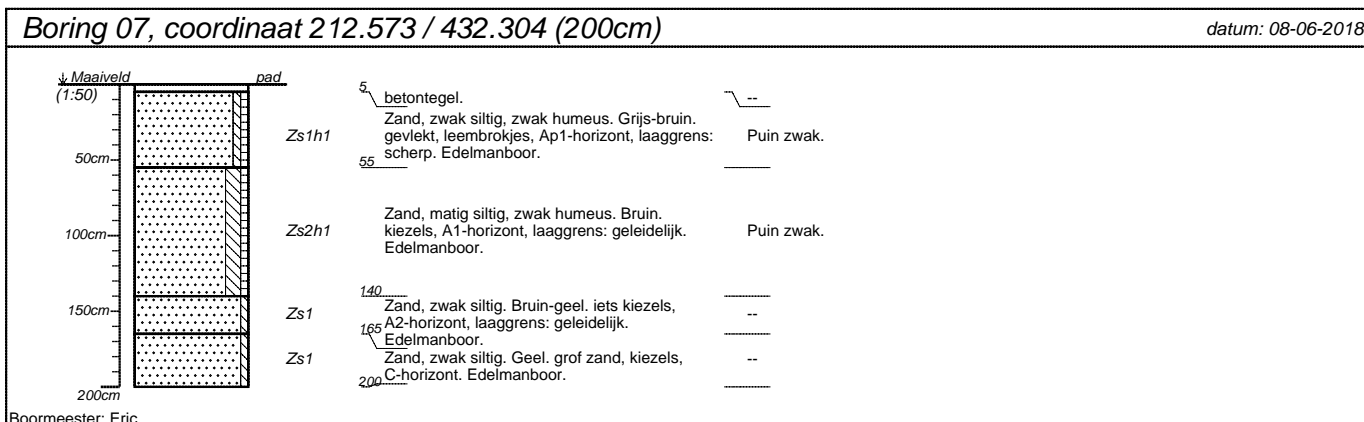 Boring 07, coordinaat 212.573 / 432.304 (200cm) datum: 08-06-2018
Maaiveld pad
(1:50)
5 betontegel. --
Zs1h1 Zand, zwak siltig, zwak humeus. Grijs-bruin.
gevlekt, leembrokjes, Ap1-horizont, laaggrens: Puin zwak.
scherp. Edelmanboor.
50cm
55
Zs2h1 Zand, matig siltig, zwak humeus. Bruin.
kiezels, A1-horizont, laaggrens: geleidelijk. Puin zwak.
Edelmanboor.
100cm
140
150cm Zs1 Zand, zwak siltig. Bruin-geel. iets kiezels, --
A2-horizont, laaggrens: geleidelijk.
165 Edelmanboor.
Zs1 Zand, zwak siltig. Geel. grof zand, kiezels, --
C-horizont. Edelmanboor.
200
200cm
Boormeester: Eric